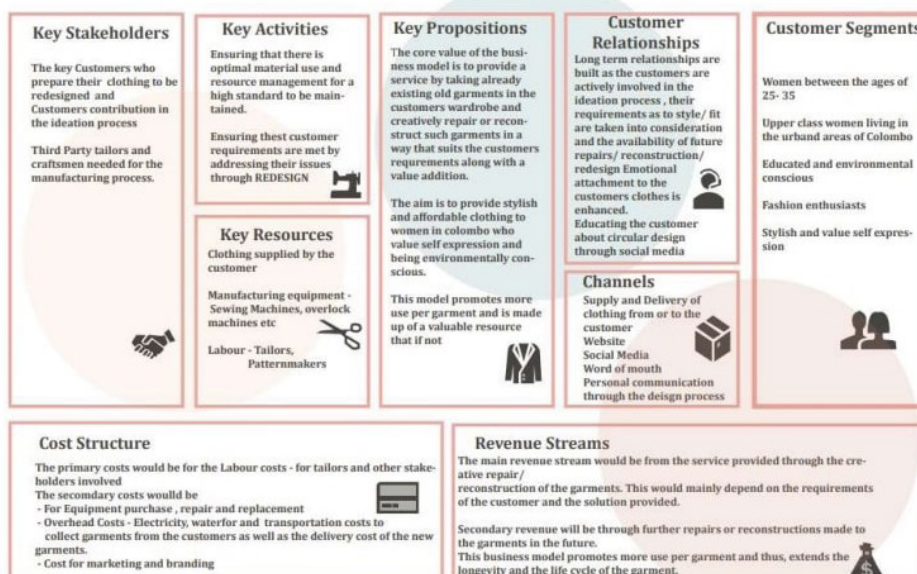 Key Stakeholders
The key Customers who
prepare their clothing to be
redesigned and
Customers contribution in
the ideation process
Third Party tailors and
craftsmen needed for the
manufacturing process.
Key Activities
Ensuring that there is
optimal material use and
resource management for a
high standard to be main-
tained.
Ensuring thest customer
requirements are met by
addressing their issues
through REDESIGN
Key Resources
Clothing supplied by the
customer
Manufacturing equipment -
Sewing Machines, overlock
machines etc
Labour - Tailors,
Patternmakers
Key Propositions
The core value of the busi-
ness model is to provide a
service by taking already
existing old garments in the
customers wardrobe and
creatively repair or recon-
struct such garments in a
way that suits the customers
requrements along with a
value addition.
The aim is to provide stylish
and affordable clothing to
women in colombo who
value self expression and
being environmentally con-
scious.
This model promotes more
use per garment and is made
up of a valuable resource
that if not
Customer
Relationships
Long term relationships are
built as the customers are
actively involved in the
ideation process , their
requirements as to style/ fit
are taken into consideration
and the availability of future
repairs/ reconstruction/
redesign Emotional
attachment to the
customers clothes is
enhanced.
Educating the customer
about circular design
through social media
Channels
Supply and Delivery of
clothing from or to the
customer
Website
Social Media
Word of mouth
Personal communication
through the deisgn process
Customer Segments
Women between the ages of
25- 35
Upper class women living in
the urband areas of Colombo
Educated and environmental
conscious
Fashion enthusiasts
Stylish and value self expres-
sion
Cost Structure
The primary costs would be for the Labour costs - for tailors and other stake-
holders involved
The secomdary costs woulld be
- For Equipment purchase , repair and replacement
- Overhead Costs - Electricity, waterfor and transportation costs to
collect garments from the customers as well as the delivery cost of the new
garments.
- Cost for marketing and branding
Revenue Streams
The main revenue stream would be from the service provided through the cre-
ative repair/
reconstruction of the garments. This would mainly depend on the requirements
of the customer and the solution provided.
Secondary revenue will be through further repairs or reconstructions made to
the garments in the future.
This business model promotes more use per garment and thus, extends the
longevity and the life cycle of the garment.
$